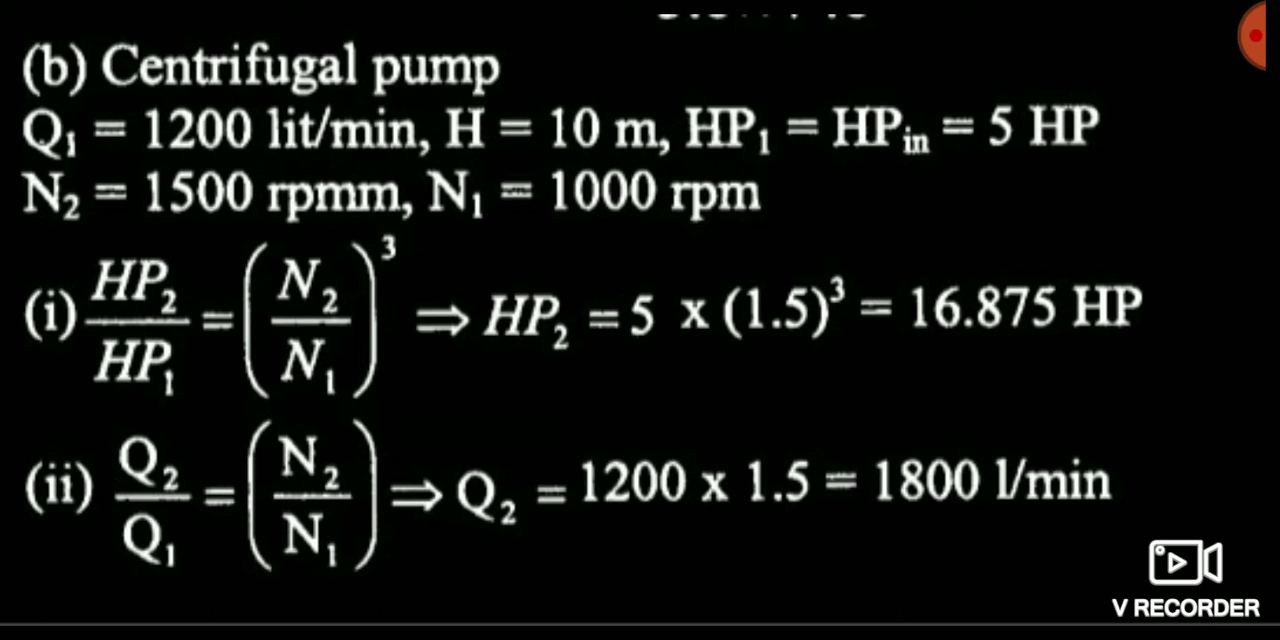 (b) Centrifugal pump
Q₁ = 1200 lit/min, H = 10 m, HP₁ = HPᵢₙ = 5 HP
N₂ = 1500 rpmm, N₁ = 1000 rpm
(i) HP₂/HP₁ = (N₂/N₁)³ ⇒ HP₂ = 5 x (1.5)³ = 16.875 HP
(ii) Q₂/Q₁ = (N₂/N₁) ⇒ Q₂ = 1200 x 1.5 = 1800 l/min
V RECORDER